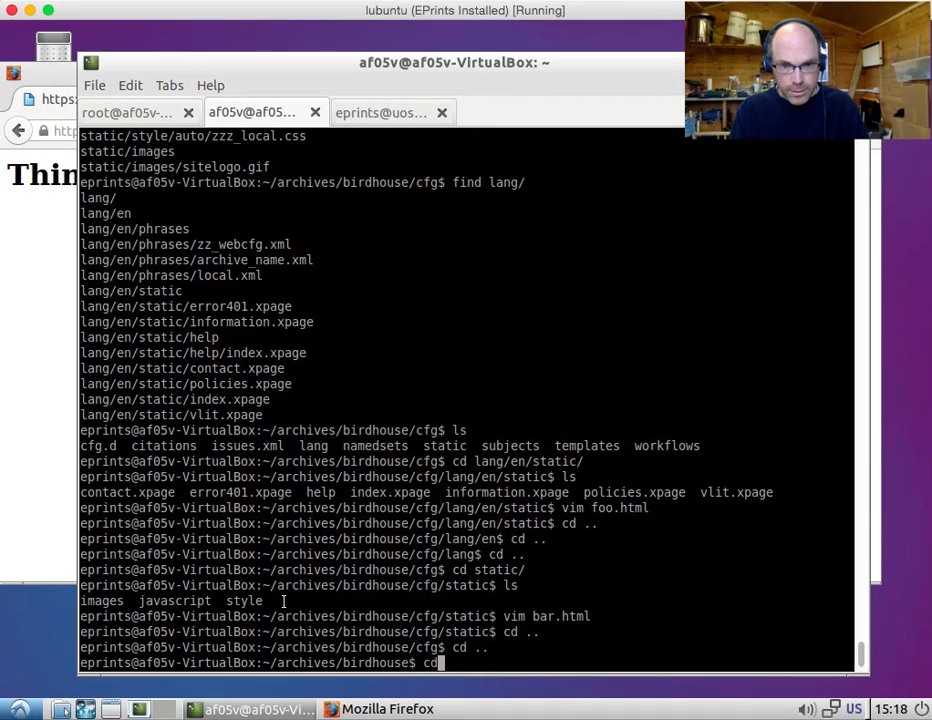 lubuntu (EPrints Installed) [Running]
af05v@af05v-VirtualBox: ~
File Edit Tabs Help
https:
root@af05v-... af05v@af05... eprints@uos...
http:
Thin
static/style/auto/zzz_local.css
static/images
static/images/sitelogo.gif
eprints@af05v-VirtualBox:~/archives/birdhouse/cfg$ find lang/
lang/
lang/en
lang/en/phrases
lang/en/phrases/zz_webcfg.xml
lang/en/phrases/archive_name.xml
lang/en/phrases/local.xml
lang/en/static
lang/en/static/error401.xpage
lang/en/static/information.xpage
lang/en/static/help
lang/en/static/help/index.xpage
lang/en/static/contact.xpage
lang/en/static/policies.xpage
lang/en/static/index.xpage
lang/en/static/vlit.xpage
eprints@af05v-VirtualBox:~/archives/birdhouse/cfg$ ls
cfg.d citations issues.xml lang namedsets static subjects templates workflows
eprints@af05v-VirtualBox:~/archives/birdhouse/cfg$ cd lang/en/static/
eprints@af05v-VirtualBox:~/archives/birdhouse/cfg/lang/en/static$ ls
contact.xpage error401.xpage help index.xpage information.xpage policies.xpage vlit.xpage
eprints@af05v-VirtualBox:~/archives/birdhouse/cfg/lang/en/static$ vim foo.html
eprints@af05v-VirtualBox:~/archives/birdhouse/cfg/lang/en/static$ cd ..
eprints@af05v-VirtualBox:~/archives/birdhouse/cfg/lang/en$ cd ..
eprints@af05v-VirtualBox:~/archives/birdhouse/cfg/lang$ cd ..
eprints@af05v-VirtualBox:~/archives/birdhouse/cfg$ cd static/
eprints@af05v-VirtualBox:~/archives/birdhouse/cfg/static$ ls
images javascript style
eprints@af05v-VirtualBox:~/archives/birdhouse/cfg/static$ vim bar.html
eprints@af05v-VirtualBox:~/archives/birdhouse/cfg/static$ cd ..
eprints@af05v-VirtualBox:~/archives/birdhouse/cfg$ cd ..
eprints@af05v-VirtualBox:~/archives/birdhouse$ cd
af05v@af05v-Vi... Mozilla Firefox US 15:18